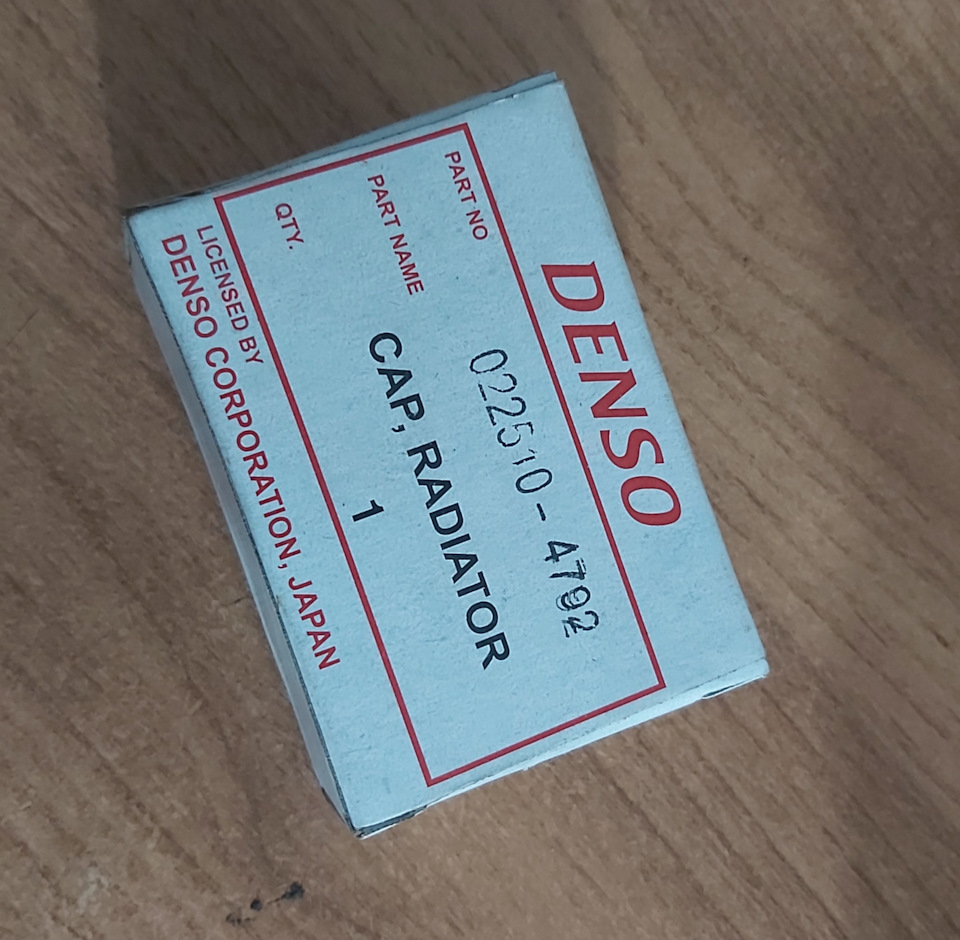 DENSO
PART NO 022510-4792
PART NAME CAP, RADIATOR
QTY. 1
LICENSED BY
DENSO CORPORATION, JAPAN